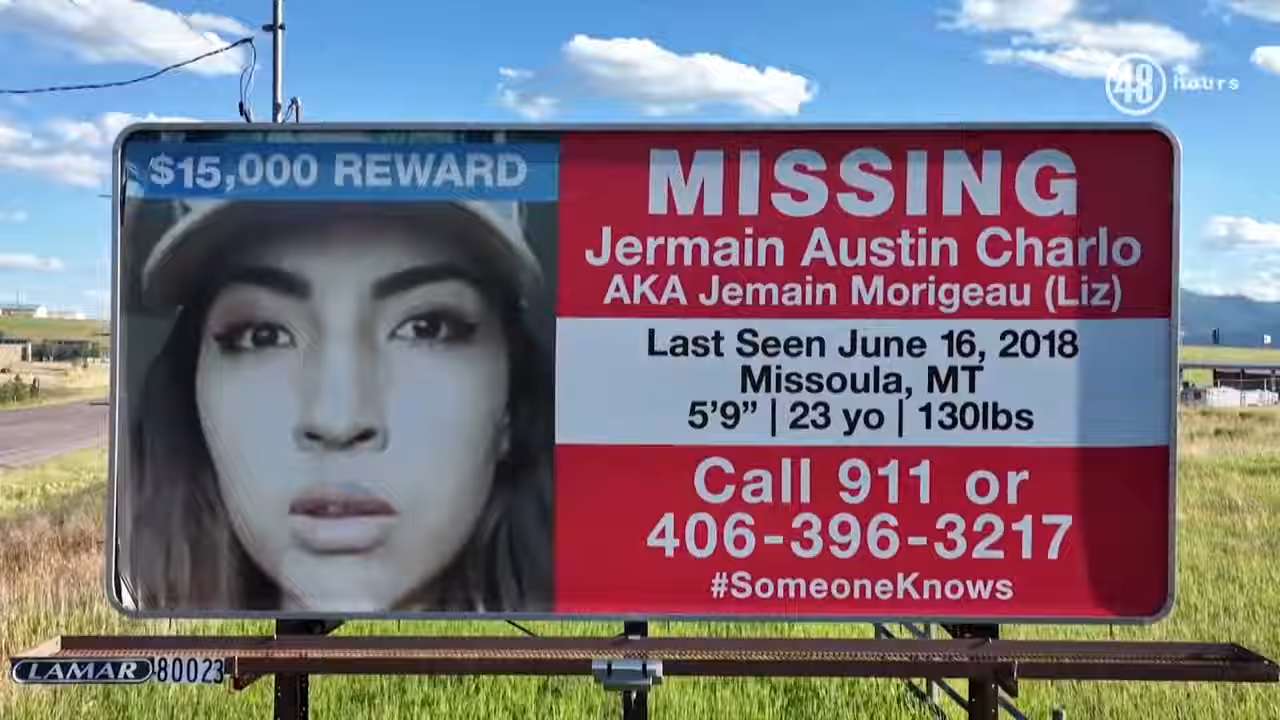 48 hours
$15,000 REWARD
MISSING
Jermain Austin Charlo
AKA Jemain Morigeau (Liz)
Last Seen June 16, 2018
Missoula, MT
5’9” | 23 yo | 130lbs
Call 911 or
406-396-3217
#SomeoneKnows
LAMAR 80023